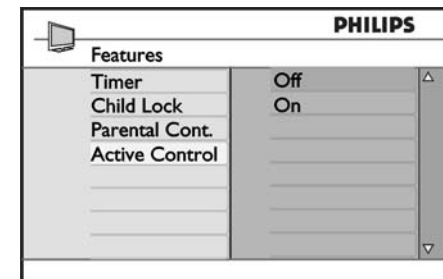 PHILIPS
Features
Timer
Child Lock
Parental Cont.
Active Control
Off
On